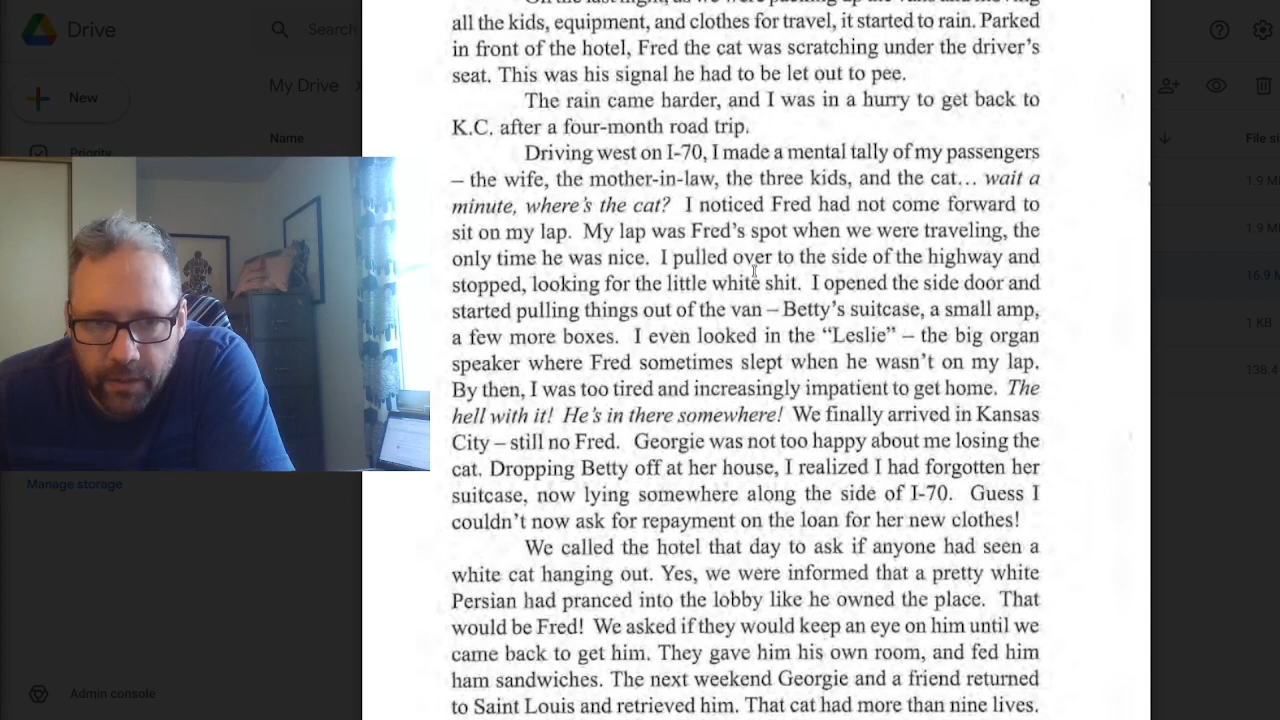 Drive
Search
New
My Drive
Name
Priority
File si
1.9 M
1.9 M
16.9
1 KB
138.4
Manage storage
Admin console
all the kids, equipment, and clothes for travel, it started to rain. Parked
in front of the hotel, Fred the cat was scratching under the driver's
seat. This was his signal he had to be let out to pee.
The rain came harder, and I was in a hurry to get back to
K.C. after a four-month road trip.
Driving west on I-70, I made a mental tally of my passengers
– the wife, the mother-in-law, the three kids, and the cat… wait a
minute, where's the cat? I noticed Fred had not come forward to
sit on my lap. My lap was Fred's spot when we were traveling, the
only time he was nice. I pulled over to the side of the highway and
stopped, looking for the little white shit. I opened the side door and
started pulling things out of the van – Betty's suitcase, a small amp,
a few more boxes. I even looked in the “Leslie” – the big organ
speaker where Fred sometimes slept when he wasn't on my lap.
By then, I was too tired and increasingly impatient to get home. The
hell with it! He's in there somewhere! We finally arrived in Kansas
City – still no Fred. Georgie was not too happy about me losing the
cat. Dropping Betty off at her house, I realized I had forgotten her
suitcase, now lying somewhere along the side of I-70. Guess I
couldn't now ask for repayment on the loan for her new clothes!
We called the hotel that day to ask if anyone had seen a
white cat hanging out. Yes, we were informed that a pretty white
Persian had pranced into the lobby like he owned the place. That
would be Fred! We asked if they would keep an eye on him until we
came back to get him. They gave him his own room, and fed him
ham sandwiches. The next weekend Georgie and a friend returned
to Saint Louis and retrieved him. That cat had more than nine lives.